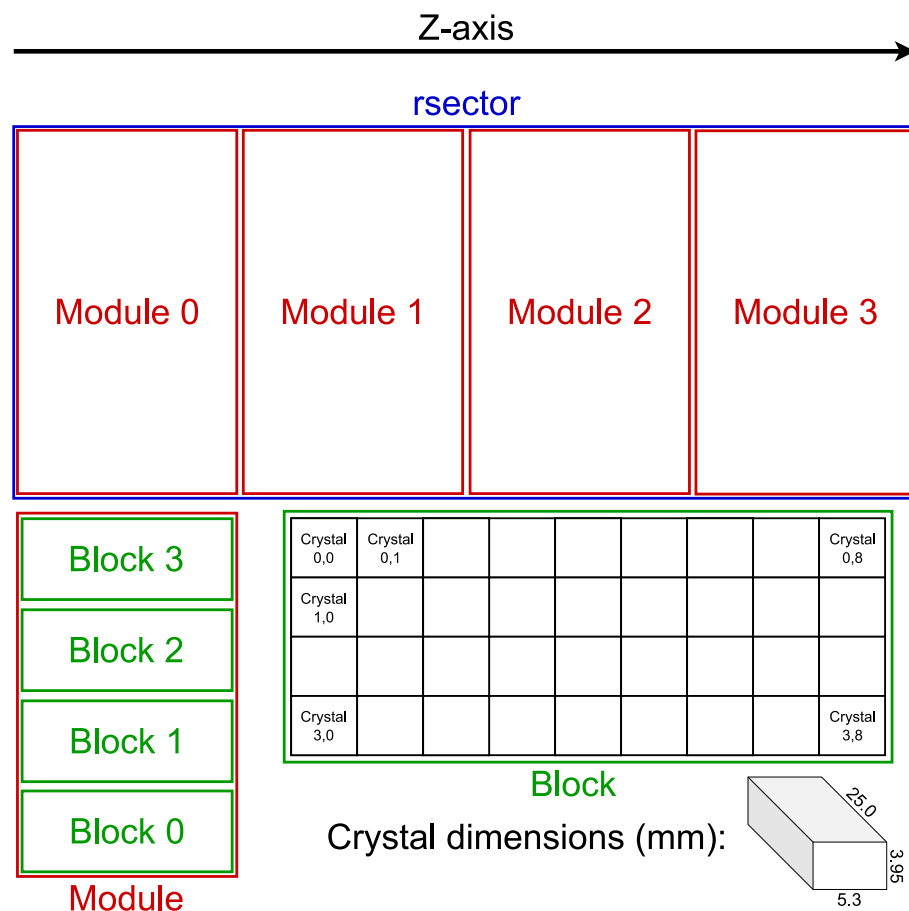 Z-axis
rsector
Module 0
Module 1
Module 2
Module 3
Block 3
Block 2
Block 1
Block 0
Module
Crystal
0,0
Crystal
0,1
Crystal
0,8
Crystal
1,0
Crystal
3,0
Crystal
3,8
Block
Crystal dimensions (mm):
25.0
3.95
5.3